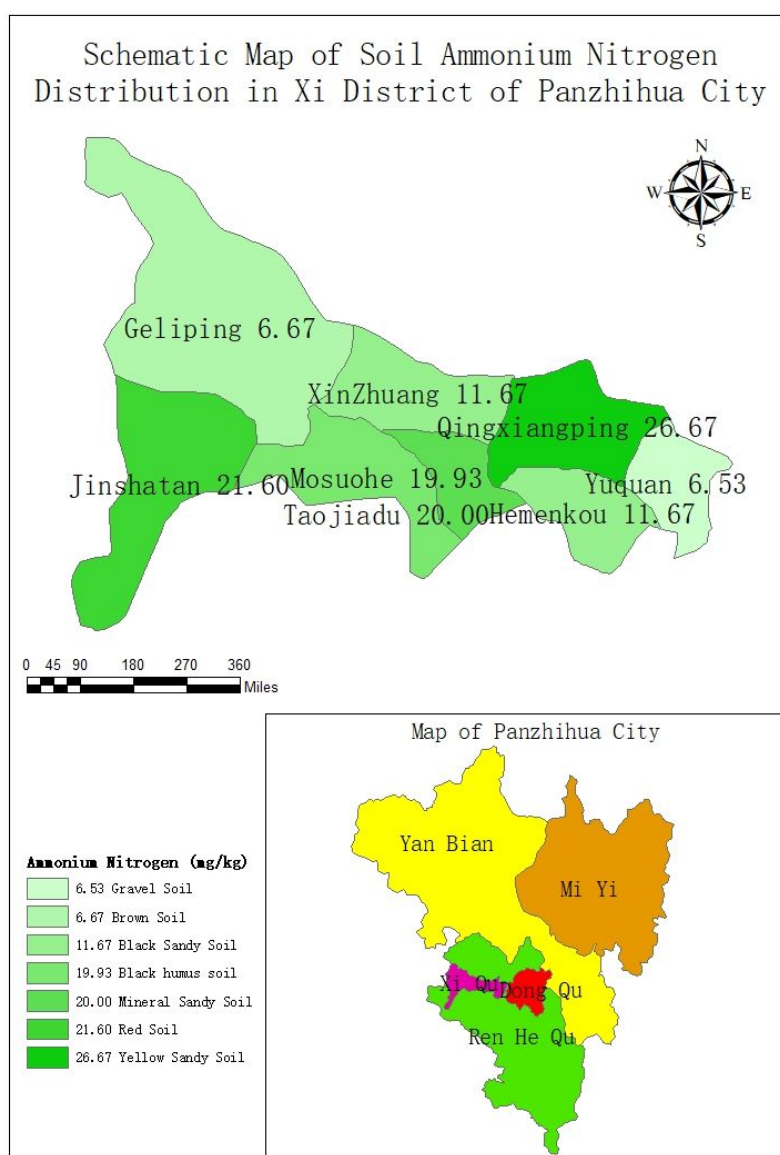 Schematic Map of Soil Ammonium Nitrogen
Distribution in Xi District of Panzhihua City
N
W
E
S
Geliping 6.67
XinZhuang 11.67
Qingxiangping 26.67
Jinshatan 21.60
Mosuohe 19.93
Yuquan 6.53
Taojiadu 20.00
Hemenkou 11.67
0 45 90 180 270 360
Miles
Map of Panzhihua City
Yan Bian
Mi Yi
Xi Qu
Dong Qu
Ren He Qu
Ammonium Nitrogen (mg/kg)
6.53 Gravel Soil
6.67 Brown Soil
11.67 Black Sandy Soil
19.93 Black humus soil
20.00 Mineral Sandy Soil
21.60 Red Soil
26.67 Yellow Sandy Soil